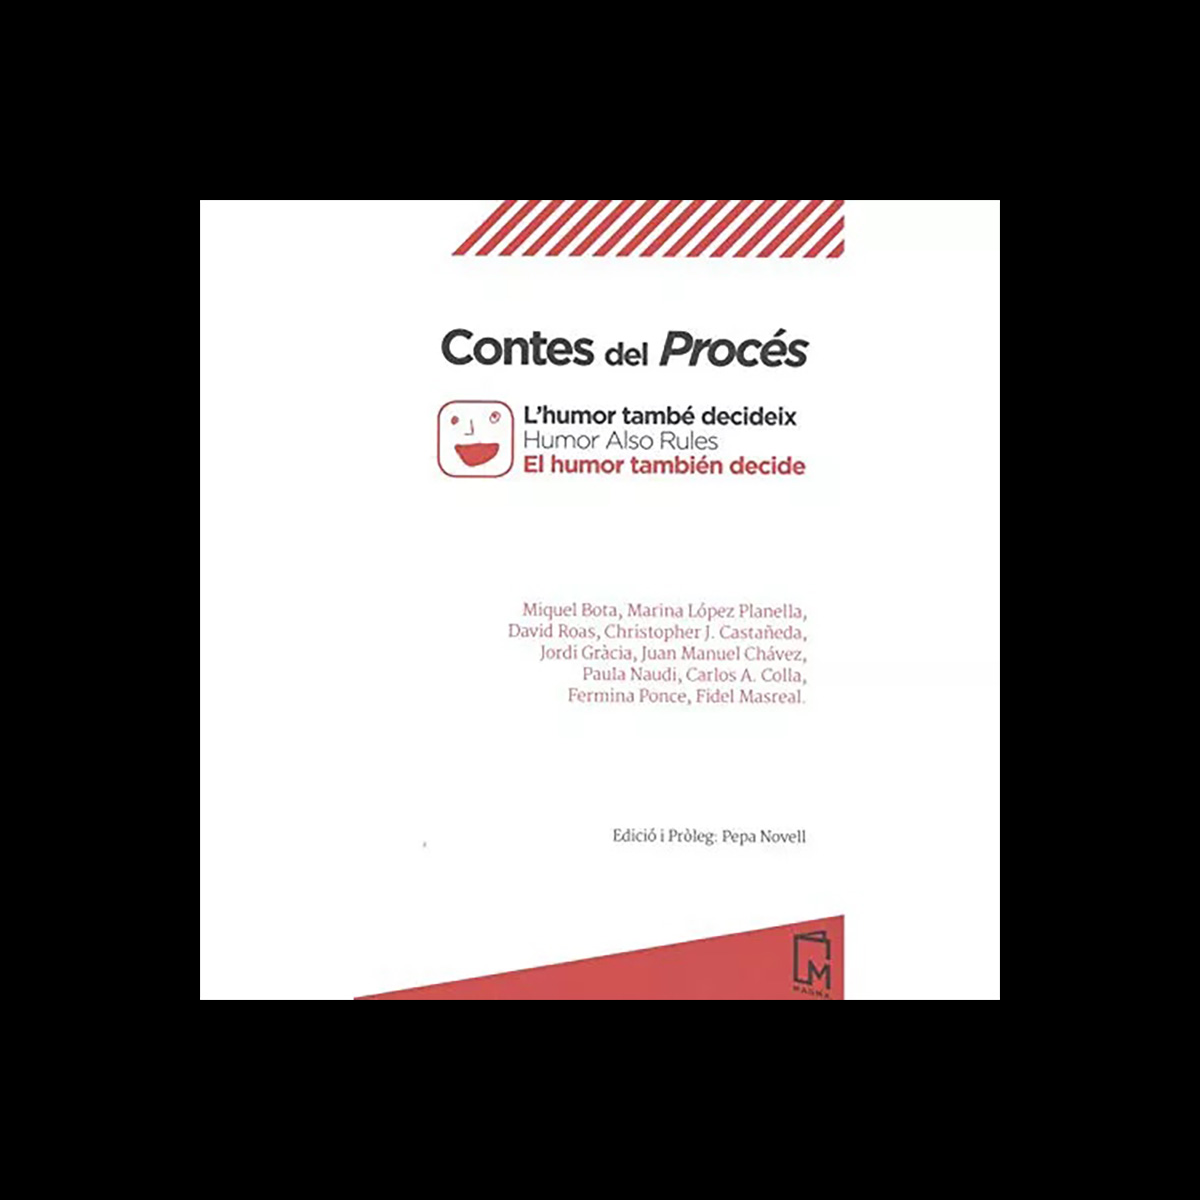 Contes del Procés
L'humor també decideix
Humor Also Rules
El humor también decide
Miquel Bota, Marina López Planella,
David Roas, Christopher J. Castañeda,
Jordi Gràcia, Juan Manuel Chávez,
Paula Naudi, Carlos A. Colla,
Fermina Ponce, Fidel Masreal.
Edició i Pròleg: Pepa Novell
M
MAGMA